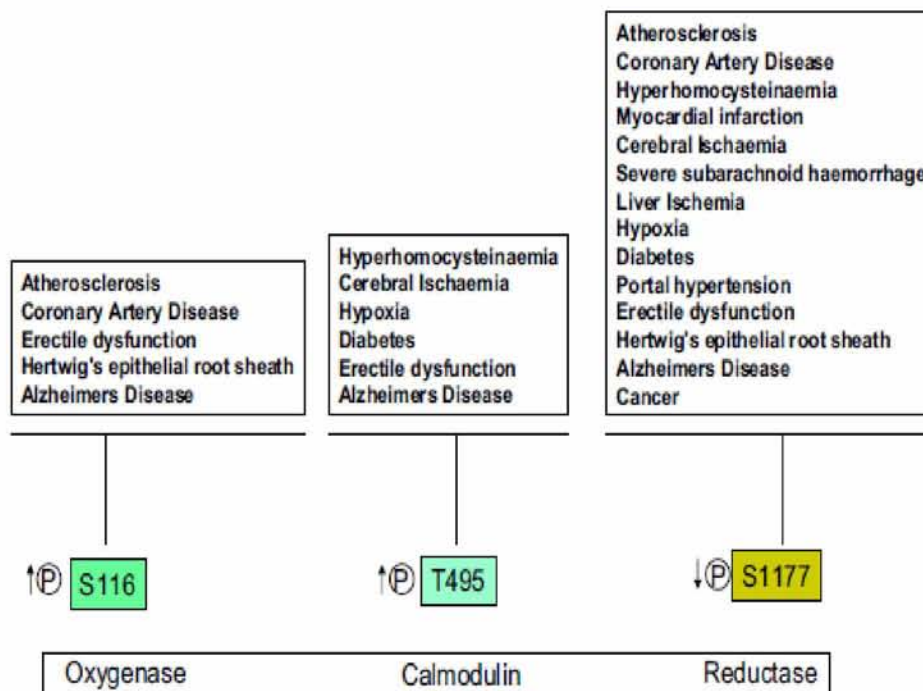 Atherosclerosis
Coronary Artery Disease
Erectile dysfunction
Hertwig's epithelial root sheath
Alzheimers Disease
Hyperhomocysteinaemia
Cerebral Ischaemia
Hypoxia
Diabetes
Erectile dysfunction
Alzheimers Disease
Atherosclerosis
Coronary Artery Disease
Hyperhomocysteinaemia
Myocardial infarction
Cerebral Ischaemia
Severe subarachnoid haemorrhage
Liver Ischemia
Hypoxia
Diabetes
Portal hypertension
Erectile dysfunction
Hertwig's epithelial root sheath
Alzheimers Disease
Cancer
↑Ⓟ S116
↑Ⓟ T495
↓Ⓟ S1177
Oxygenase Calmodulin Reductase